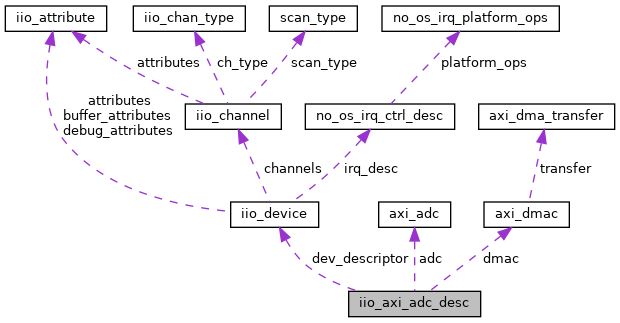 iio_attribute
iio_chan_type
scan_type
no_os_irq_platform_ops
attributes
ch_type
scan_type
platform_ops
attributes
buffer_attributes
debug_attributes
iio_channel
no_os_irq_ctrl_desc
axi_dma_transfer
channels
irq_desc
transfer
iio_device
axi_adc
axi_dmac
dev_descriptor
adc
dmac
iio_axi_adc_desc